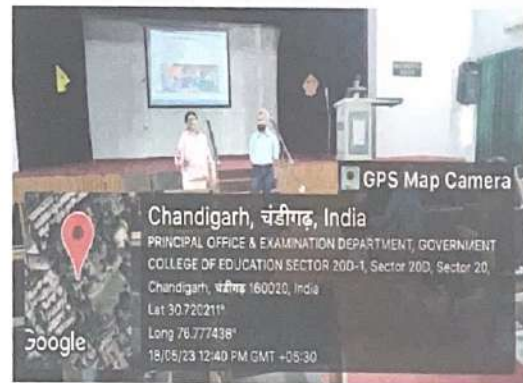 GPS Map Camera
Chandigarh, चंडीगढ़, India
PRINCIPAL OFFICE & EXAMINATION DEPARTMENT, GOVERNMENT
COLLEGE OF EDUCATION SECTOR 20D-1, Sector 20D, Sector 20,
Chandigarh, चंडीगढ़ 160020, India
Lat 30.720211°
Long 76.777438°
18/05/23 12:40 PM GMT +05:30
Google